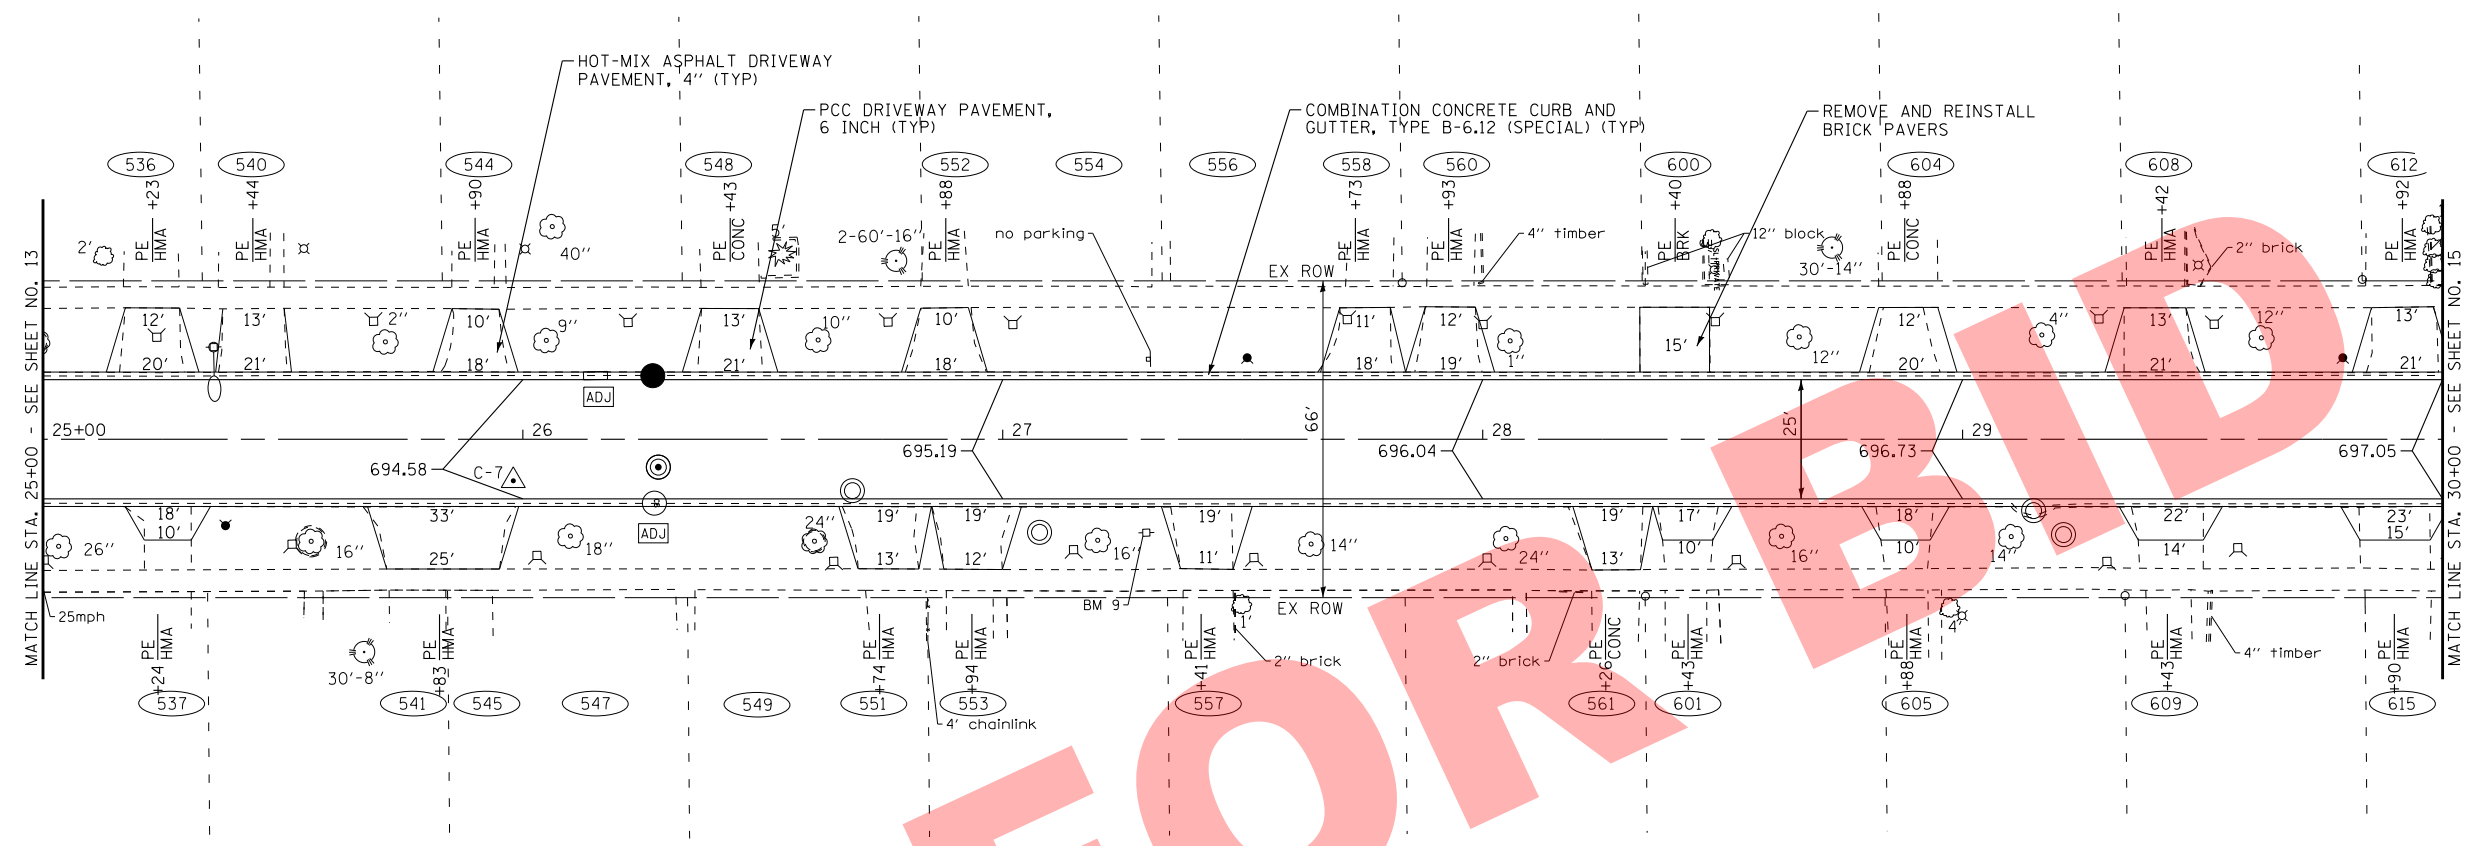 HOT-MIX ASPHALT DRIVEWAY
PAVEMENT, 4'' (TYP)
PCC DRIVEWAY PAVEMENT,
6 INCH (TYP)
COMBINATION CONCRETE CURB AND
GUTTER, TYPE B-6.12 (SPECIAL) (TYP)
REMOVE AND REINSTALL
BRICK PAVERS
536 540 544 548 552 554 556 558 560 600 604 608 612
+23 +44 +90 +43 +88 +73 +93 +40 +88 +42 +92
PE HMA PE HMA PE HMA PE CONC PE HMA PE HMA PE HMA PE BRK PE CONC PE HMA PE HMA
2' 40'' 5' 2-60'-16'' no parking 4'' timber 12'' block 30'-14'' 2'' brick
EX ROW
12' 13' 2'' 10' 9'' 13' 10'' 10' 11' 12' 1'' 15' 12'' 12' 4'' 13' 12'' 13'
20' 21' 18' 21' 18' 18' 19' 20' 21' 21'
ADJ
66'
25'
25+00 26 27 28 29
694.58 C-7 695.19 696.04 696.73 697.05
MATCH LINE STA. 25+00 - SEE SHEET NO. 13
MATCH LINE STA. 30+00 - SEE SHEET NO. 15
18' 33' 24'' 19' 19' 19' 19' 17' 18' 22' 23'
ADJ
26'' 10' 16'' 25' 18'' 13' 12' 16'' 11' 14'' 24'' 13' 10' 16'' 10' 14'' 14' 15'
25mph
BM 9
EX ROW
1' 4'
PE HMA PE HMA PE HMA PE HMA PE HMA PE CONC PE HMA PE HMA PE HMA PE HMA
30'-8'' 2'' brick 2'' brick 4'' timber
+24 +83 +74 +94 +41 +26 +43 +88 +43 +90
537 541 545 547 549 551 553 557 561 601 605 609 615
4' chainlink
FOR BID